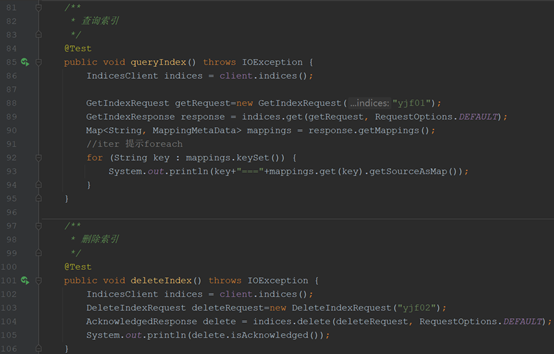 81 /**
82 * 查询索引
83 */
84 @Test
85 public void queryIndex() throws IOException {
86 IndicesClient indices = client.indices();
87
88 GetIndexRequest getRequest=new GetIndexRequest( ...indices: "yjf01");
89 GetIndexResponse response = indices.get(getRequest, RequestOptions.DEFAULT);
90 Map<String, MappingMetaData> mappings = response.getMappings();
91 //iter 提示foreach
92 for (String key : mappings.keySet()) {
93 System.out.println(key+"==="+mappings.get(key).getSourceAsMap());
94 }
95 }
96
97 /**
98 * 删除索引
99 */
100 @Test
101 public void deleteIndex() throws IOException {
102 IndicesClient indices = client.indices();
103 DeleteIndexRequest deleteRequest=new DeleteIndexRequest("yjf02");
104 AcknowledgedResponse delete = indices.delete(deleteRequest, RequestOptions.DEFAULT);
105 System.out.println(delete.isAcknowledged());
106 }